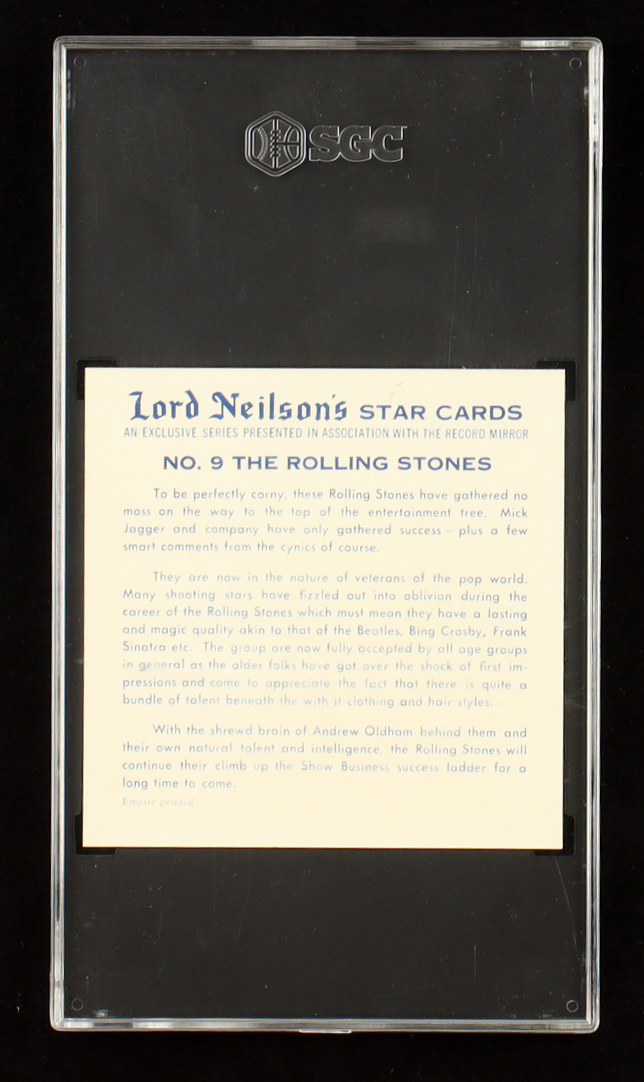 SGC
Lord Neilson's STAR CARDS
AN EXCLUSIVE SERIES PRESENTED IN ASSOCIATION WITH THE RECORD MIRROR
NO. 9 THE ROLLING STONES
To be perfectly corny, these Rolling Stones have gathered no
moss on the way to the top of the entertainment tree. Mick
Jagger and company have only gathered success — plus a few
smart comments from the cynics of course.
They are now in the nature of veterans of the pop world.
Many shooting stars have fizzled out into oblivion during the
career of the Rolling Stones which must mean they have a lasting
and magic quality akin to that of the Beatles, Bing Crosby, Frank
Sinatra etc. The group are now fully accepted by all age groups
in general as the older folks have got over the shock of first im-
pressions and come to appreciate the fact that there is quite a
bundle of talent beneath the with it clothing and hair styles.
With the shrewd brain of Andrew Oldham behind them and
their own natural talent and intelligence, the Rolling Stones will
continue their climb up the Show Business success ladder for a
long time to come.
Empire printed